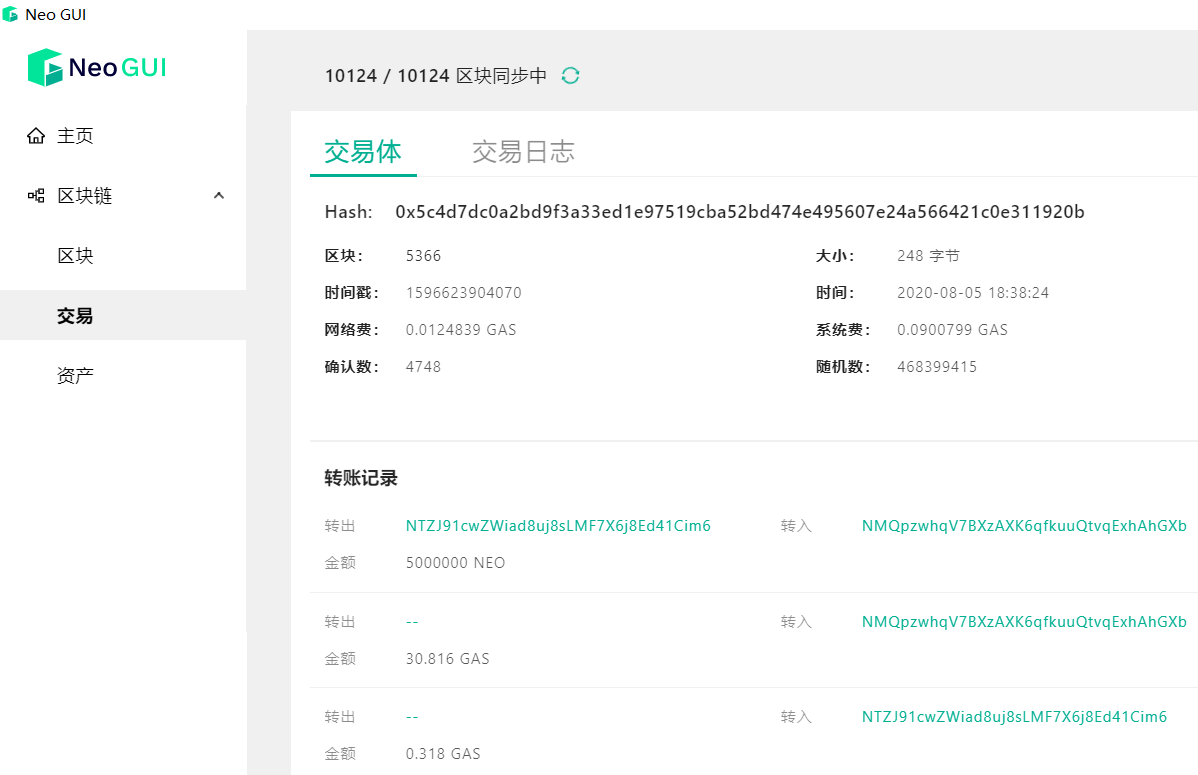 Neo GUI
Neo GUI
10124 / 10124 区块同步中
主页
区块链
区块
交易
资产
交易体 交易日志
Hash: 0x5c4d7dc0a2bd9f3a33ed1e97519cba52bd474e495607e24a566421c0e311920b
区块： 5366 大小： 248 字节
时间戳： 1596623904070 时间： 2020-08-05 18:38:24
网络费： 0.0124839 GAS 系统费： 0.0900799 GAS
确认数： 4748 随机数： 468399415
转账记录
转出 NTZJ91cwZWiad8uj8sLMF7X6j8Ed41Cim6 转入 NMQpzwhqV7BXzAXK6qfkuuQtvqExhAhGXb
金额 5000000 NEO
转出 -- 转入 NMQpzwhqV7BXzAXK6qfkuuQtvqExhAhGXb
金额 30.816 GAS
转出 -- 转入 NTZJ91cwZWiad8uj8sLMF7X6j8Ed41Cim6
金额 0.318 GAS